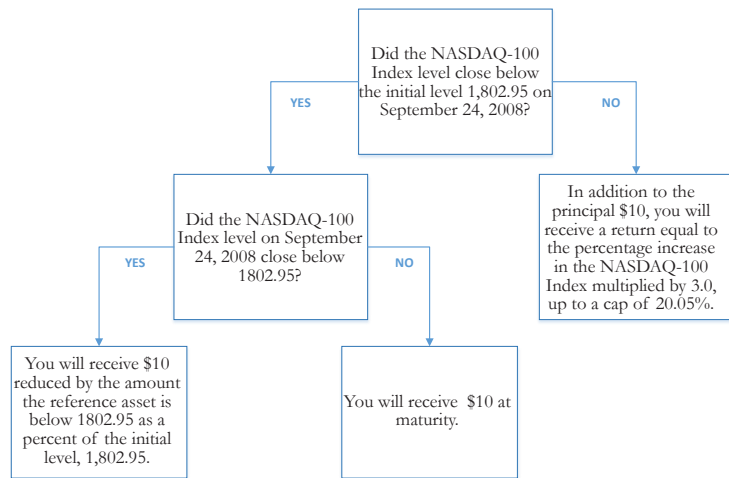 Did the NASDAQ-100
Index level close below
the initial level 1,802.95 on
September 24, 2008?
YES
NO
Did the NASDAQ-100
Index level on September
24, 2008 close below
1802.95?
In addition to the
principal $10, you will
receive a return equal to
the percentage increase
in the NASDAQ-100
Index multiplied by 3.0,
up to a cap of 20.05%.
YES
NO
You will receive $10
reduced by the amount
the reference asset is
below 1802.95 as a
percent of the initial
level, 1,802.95.
You will receive $10 at
maturity.